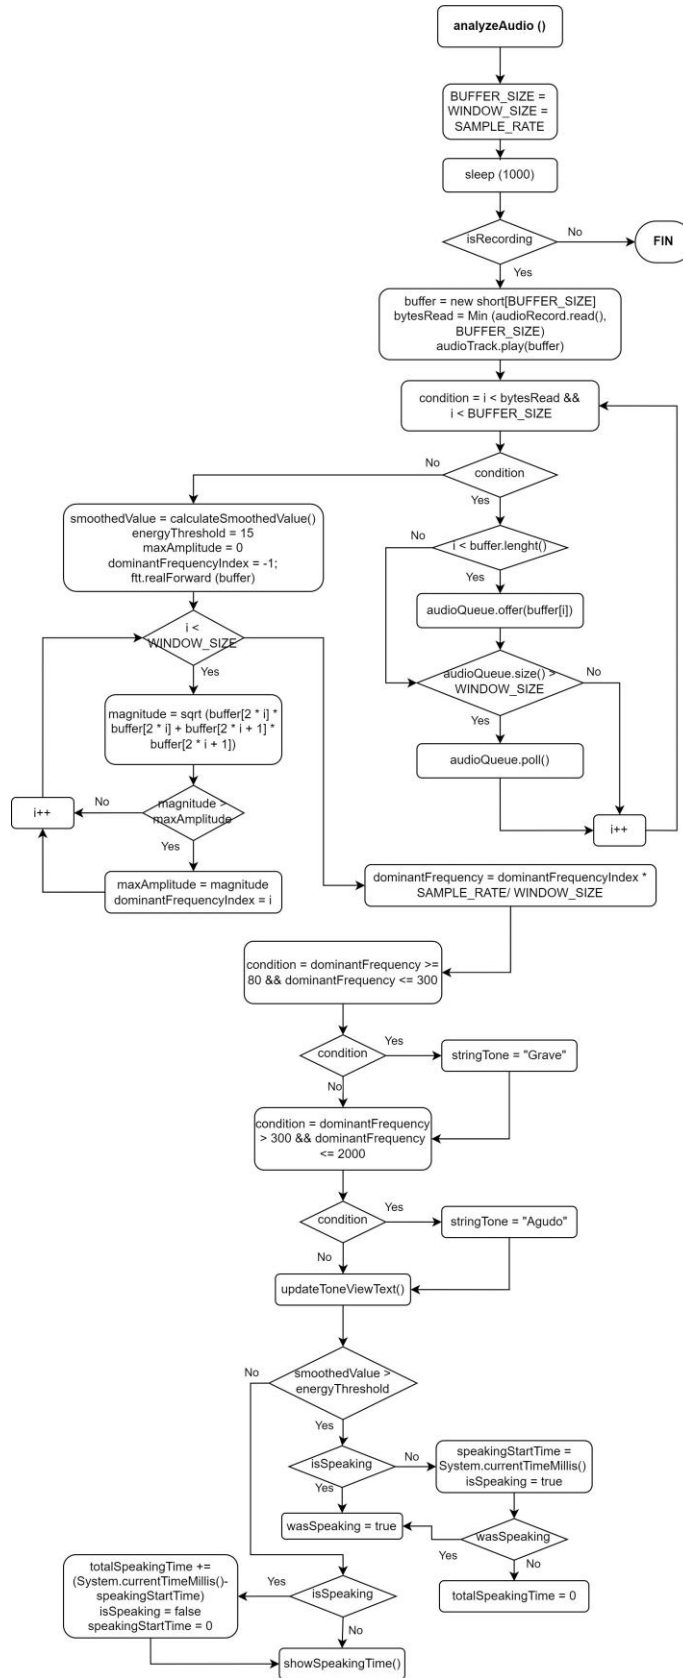 analyzeAudio ()
BUFFER_SIZE =
WINDOW_SIZE =
SAMPLE_RATE
sleep (1000)
isRecording
No
FIN
Yes
buffer = new short[BUFFER_SIZE]
bytesRead = Min (audioRecord.read(),
BUFFER_SIZE)
audioTrack.play(buffer)
condition = i < bytesRead &&
i < BUFFER_SIZE
No
condition
Yes
smoothedValue = calculateSmoothedValue()
energyThreshold = 15
maxAmplitude = 0
dominantFrequencyIndex = -1;
ftt.realForward (buffer)
No
i < buffer.lenght()
Yes
audioQueue.offer(buffer[i])
i <
WINDOW_SIZE
Yes
audioQueue.size() >
WINDOW_SIZE
No
Yes
magnitude = sqrt (buffer[2 * i] *
buffer[2 * i] + buffer[2 * i + 1] *
buffer[2 * i + 1])
audioQueue.poll()
i++
No
magnitude >
maxAmplitude
i++
Yes
maxAmplitude = magnitude
dominantFrequencyIndex = i
dominantFrequency = dominantFrequencyIndex *
SAMPLE_RATE/ WINDOW_SIZE
condition = dominantFrequency >=
80 && dominantFrequency <= 300
condition
Yes
stringTone = "Grave"
No
condition = dominantFrequency
> 300 && dominantFrequency
<= 2000
condition
Yes
stringTone = "Agudo"
No
updateToneViewText()
No
smoothedValue >
energyThreshold
Yes
isSpeaking
No
speakingStartTime =
System.currentTimeMillis()
isSpeaking = true
Yes
wasSpeaking = true
wasSpeaking
Yes
No
totalSpeakingTime = 0
totalSpeakingTime +=
(System.currentTimeMillis()-
speakingStartTime)
isSpeaking = false
speakingStartTime = 0
Yes
isSpeaking
No
showSpeakingTime()